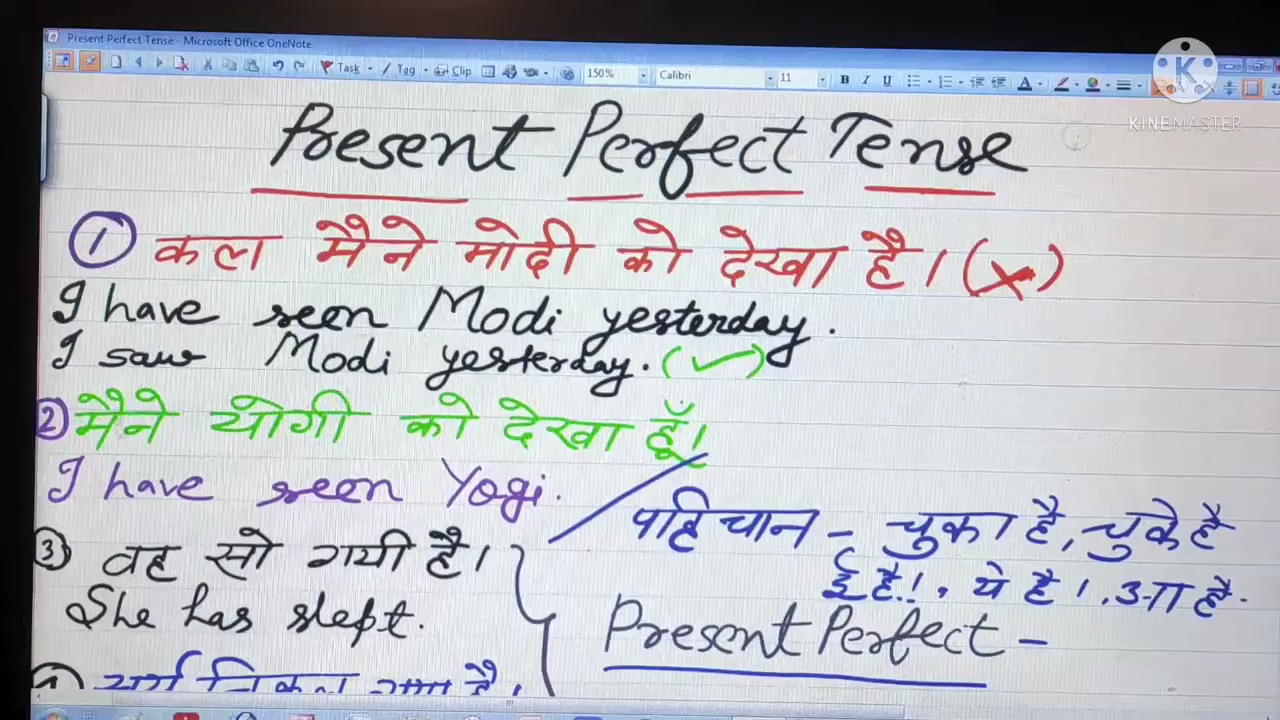 Present Perfect Tense - Microsoft Office OneNote
Task Tag Clip 150% Calibri 11 B I U
KINEMASTER
Present Perfect Tense
① कल मैने मोदी को देखा है। (×)
I have seen Modi yesterday.
I saw Modi yesterday. (✓)
② मैने योगी को देखा हूँ।
I have seen Yogi.
पहिचान - चुका है, चुके है
ई है।, ये है।, आ है.
③ वह सो गयी है।
She has slept.
Present Perfect -